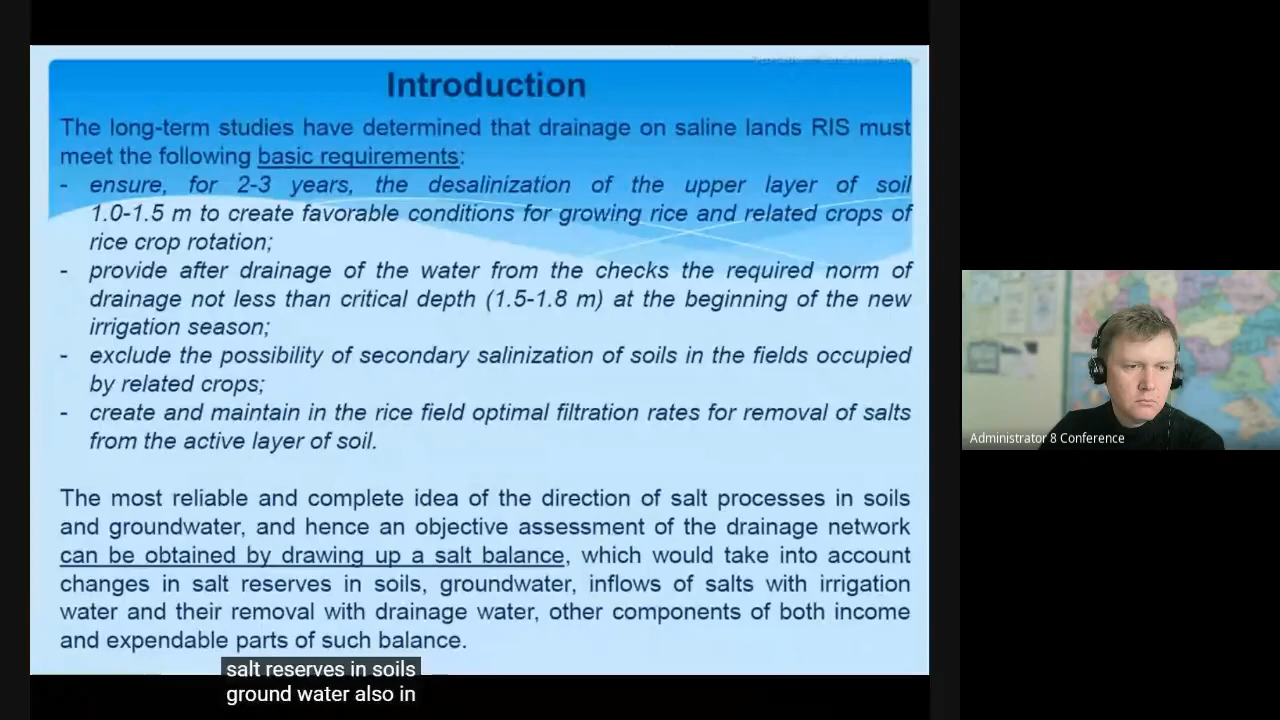 Introduction
The long-term studies have determined that drainage on saline lands RIS must
meet the following basic requirements:
- ensure, for 2-3 years, the desalinization of the upper layer of soil
1.0-1.5 m to create favorable conditions for growing rice and related crops of
rice crop rotation;
- provide after drainage of the water from the checks the required norm of
drainage not less than critical depth (1.5-1.8 m) at the beginning of the new
irrigation season;
- exclude the possibility of secondary salinization of soils in the fields occupied
by related crops;
- create and maintain in the rice field optimal filtration rates for removal of salts
from the active layer of soil.
The most reliable and complete idea of the direction of salt processes in soils
and groundwater, and hence an objective assessment of the drainage network
can be obtained by drawing up a salt balance, which would take into account
changes in salt reserves in soils, groundwater, inflows of salts with irrigation
water and their removal with drainage water, other components of both income
and expendable parts of such balance.
salt reserves in soils
ground water also in
Administrator 8 Conference